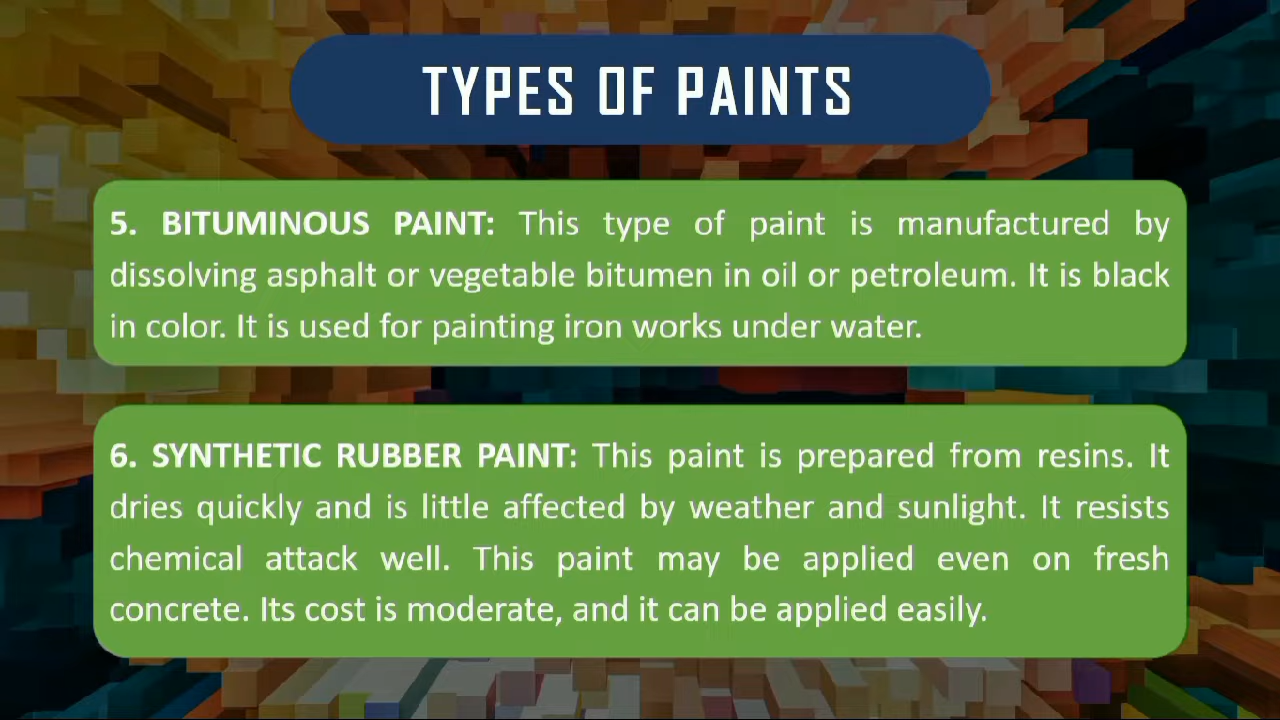 TYPES OF PAINTS
5. BITUMINOUS PAINT: This type of paint is manufactured by
dissolving asphalt or vegetable bitumen in oil or petroleum. It is black
in color. It is used for painting iron works under water.
6. SYNTHETIC RUBBER PAINT: This paint is prepared from resins. It
dries quickly and is little affected by weather and sunlight. It resists
chemical attack well. This paint may be applied even on fresh
concrete. Its cost is moderate, and it can be applied easily.